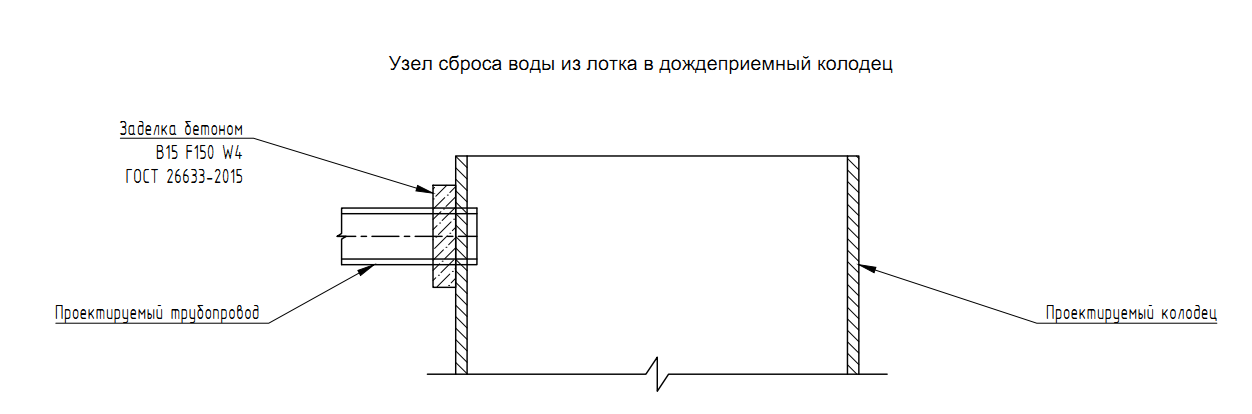 Узел сброса воды из лотка в дождеприемный колодец
Заделка бетоном
B15 F150 W4
ГОСТ 26633-2015
Проектируемый трубопровод
Проектируемый колодец